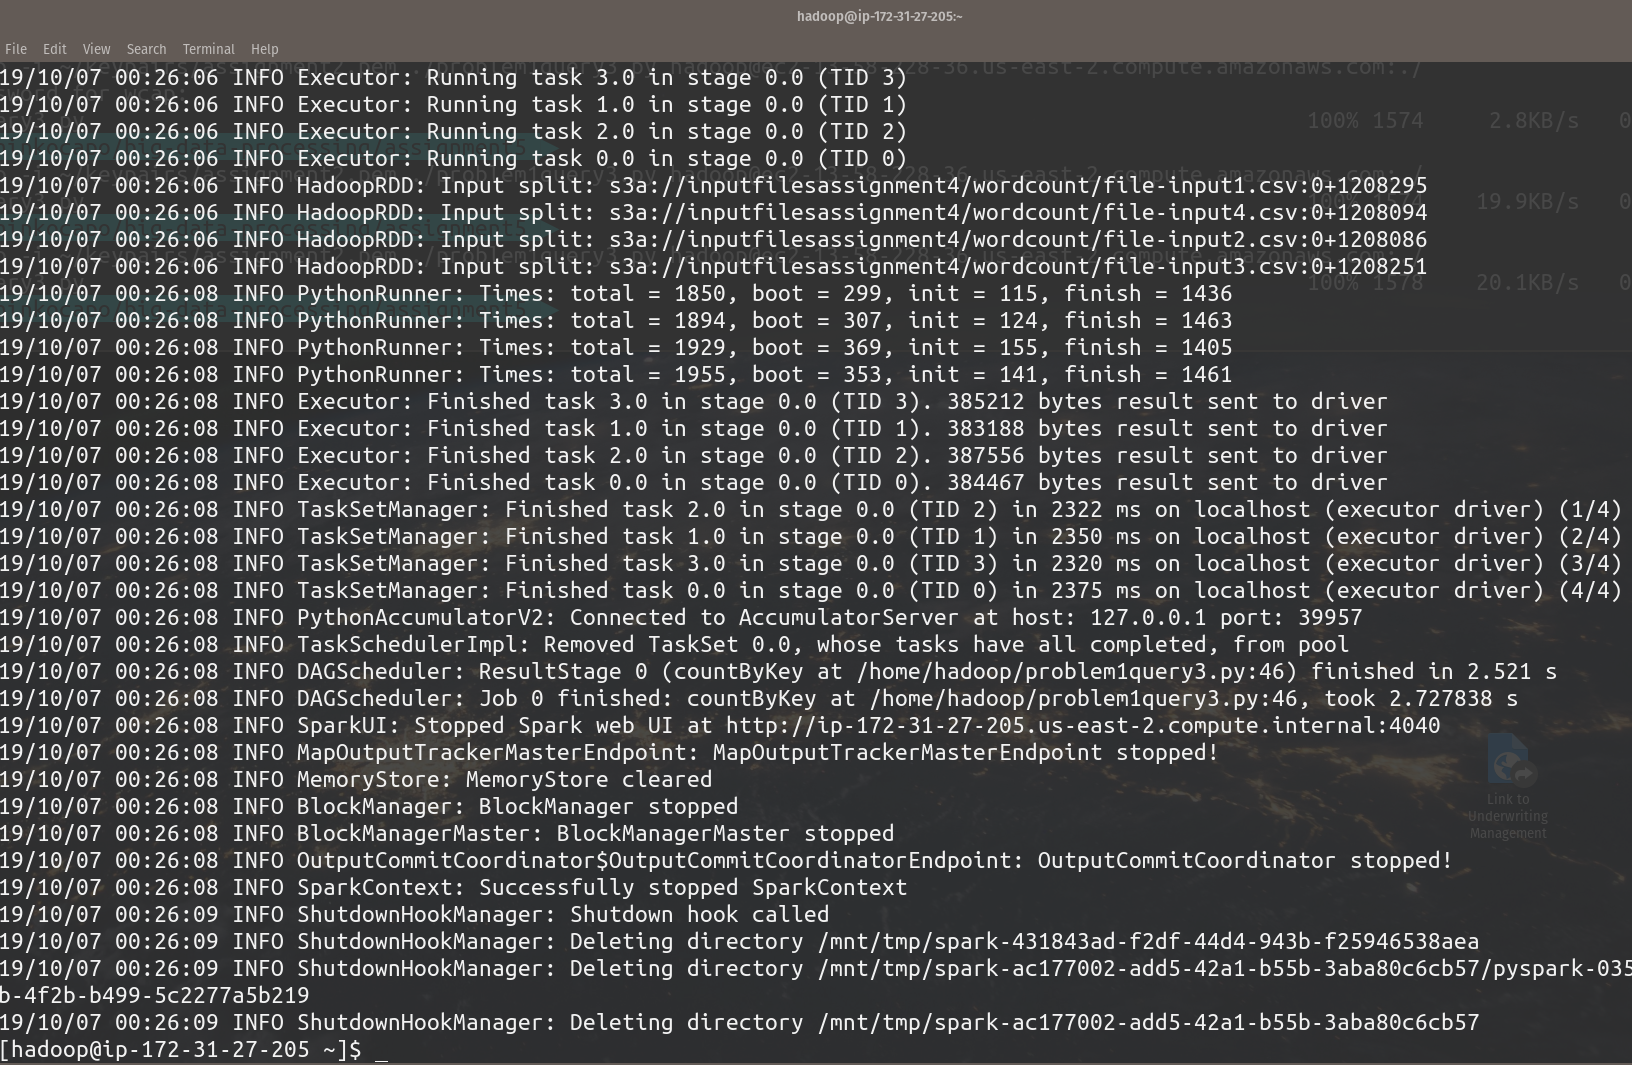 hadoop@ip-172-31-27-205:~
File Edit View Search Terminal Help
19/10/07 00:26:06 INFO Executor: Running task 3.0 in stage 0.0 (TID 3)
19/10/07 00:26:06 INFO Executor: Running task 1.0 in stage 0.0 (TID 1)
19/10/07 00:26:06 INFO Executor: Running task 2.0 in stage 0.0 (TID 2)
19/10/07 00:26:06 INFO Executor: Running task 0.0 in stage 0.0 (TID 0)
19/10/07 00:26:06 INFO HadoopRDD: Input split: s3a://inputfilesassignment4/wordcount/file-input1.csv:0+1208295
19/10/07 00:26:06 INFO HadoopRDD: Input split: s3a://inputfilesassignment4/wordcount/file-input4.csv:0+1208094
19/10/07 00:26:06 INFO HadoopRDD: Input split: s3a://inputfilesassignment4/wordcount/file-input2.csv:0+1208086
19/10/07 00:26:06 INFO HadoopRDD: Input split: s3a://inputfilesassignment4/wordcount/file-input3.csv:0+1208251
19/10/07 00:26:08 INFO PythonRunner: Times: total = 1850, boot = 299, init = 115, finish = 1436
19/10/07 00:26:08 INFO PythonRunner: Times: total = 1894, boot = 307, init = 124, finish = 1463
19/10/07 00:26:08 INFO PythonRunner: Times: total = 1929, boot = 369, init = 155, finish = 1405
19/10/07 00:26:08 INFO PythonRunner: Times: total = 1955, boot = 353, init = 141, finish = 1461
19/10/07 00:26:08 INFO Executor: Finished task 3.0 in stage 0.0 (TID 3). 385212 bytes result sent to driver
19/10/07 00:26:08 INFO Executor: Finished task 1.0 in stage 0.0 (TID 1). 383188 bytes result sent to driver
19/10/07 00:26:08 INFO Executor: Finished task 2.0 in stage 0.0 (TID 2). 387556 bytes result sent to driver
19/10/07 00:26:08 INFO Executor: Finished task 0.0 in stage 0.0 (TID 0). 384467 bytes result sent to driver
19/10/07 00:26:08 INFO TaskSetManager: Finished task 2.0 in stage 0.0 (TID 2) in 2322 ms on localhost (executor driver) (1/4)
19/10/07 00:26:08 INFO TaskSetManager: Finished task 1.0 in stage 0.0 (TID 1) in 2350 ms on localhost (executor driver) (2/4)
19/10/07 00:26:08 INFO TaskSetManager: Finished task 3.0 in stage 0.0 (TID 3) in 2320 ms on localhost (executor driver) (3/4)
19/10/07 00:26:08 INFO TaskSetManager: Finished task 0.0 in stage 0.0 (TID 0) in 2375 ms on localhost (executor driver) (4/4)
19/10/07 00:26:08 INFO PythonAccumulatorV2: Connected to AccumulatorServer at host: 127.0.0.1 port: 39957
19/10/07 00:26:08 INFO TaskSchedulerImpl: Removed TaskSet 0.0, whose tasks have all completed, from pool
19/10/07 00:26:08 INFO DAGScheduler: ResultStage 0 (countByKey at /home/hadoop/problem1query3.py:46) finished in 2.521 s
19/10/07 00:26:08 INFO DAGScheduler: Job 0 finished: countByKey at /home/hadoop/problem1query3.py:46, took 2.727838 s
19/10/07 00:26:08 INFO SparkUI: Stopped Spark web UI at http://ip-172-31-27-205.us-east-2.compute.internal:4040
19/10/07 00:26:08 INFO MapOutputTrackerMasterEndpoint: MapOutputTrackerMasterEndpoint stopped!
19/10/07 00:26:08 INFO MemoryStore: MemoryStore cleared
19/10/07 00:26:08 INFO BlockManager: BlockManager stopped
19/10/07 00:26:08 INFO BlockManagerMaster: BlockManagerMaster stopped
19/10/07 00:26:08 INFO OutputCommitCoordinator$OutputCommitCoordinatorEndpoint: OutputCommitCoordinator stopped!
19/10/07 00:26:08 INFO SparkContext: Successfully stopped SparkContext
19/10/07 00:26:09 INFO ShutdownHookManager: Shutdown hook called
19/10/07 00:26:09 INFO ShutdownHookManager: Deleting directory /mnt/tmp/spark-431843ad-f2df-44d4-943b-f25946538aea
19/10/07 00:26:09 INFO ShutdownHookManager: Deleting directory /mnt/tmp/spark-ac177002-add5-42a1-b55b-3aba80c6cb57/pyspark-035
b-4f2b-b499-5c2277a5b219
19/10/07 00:26:09 INFO ShutdownHookManager: Deleting directory /mnt/tmp/spark-ac177002-add5-42a1-b55b-3aba80c6cb57
[hadoop@ip-172-31-27-205 ~]$ _
100% 1574 2.8KB/s 0
100% 1574 19.9KB/s 0
100% 1578 20.1KB/s 0
Link to
Underwriting
Management